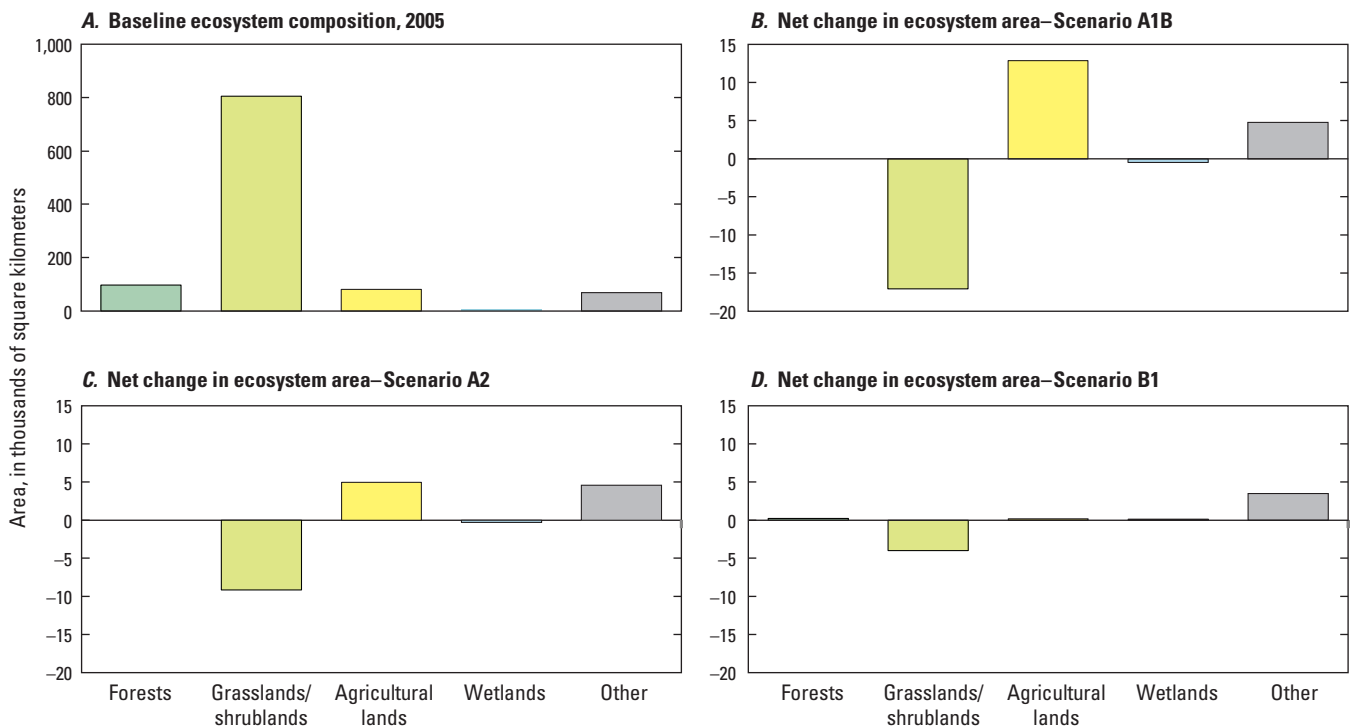 A. Baseline ecosystem composition, 2005
1,000
800
600
400
200
0
B. Net change in ecosystem area–Scenario A1B
15
10
5
0
–5
–10
–15
–20
Area, in thousands of square kilometers
C. Net change in ecosystem area–Scenario A2
15
10
5
0
–5
–10
–15
–20
Forests
Grasslands/
shrublands
Agricultural
lands
Wetlands
Other
D. Net change in ecosystem area–Scenario B1
15
10
5
0
–5
–10
–15
–20
Forests
Grasslands/
shrublands
Agricultural
lands
Wetlands
Other